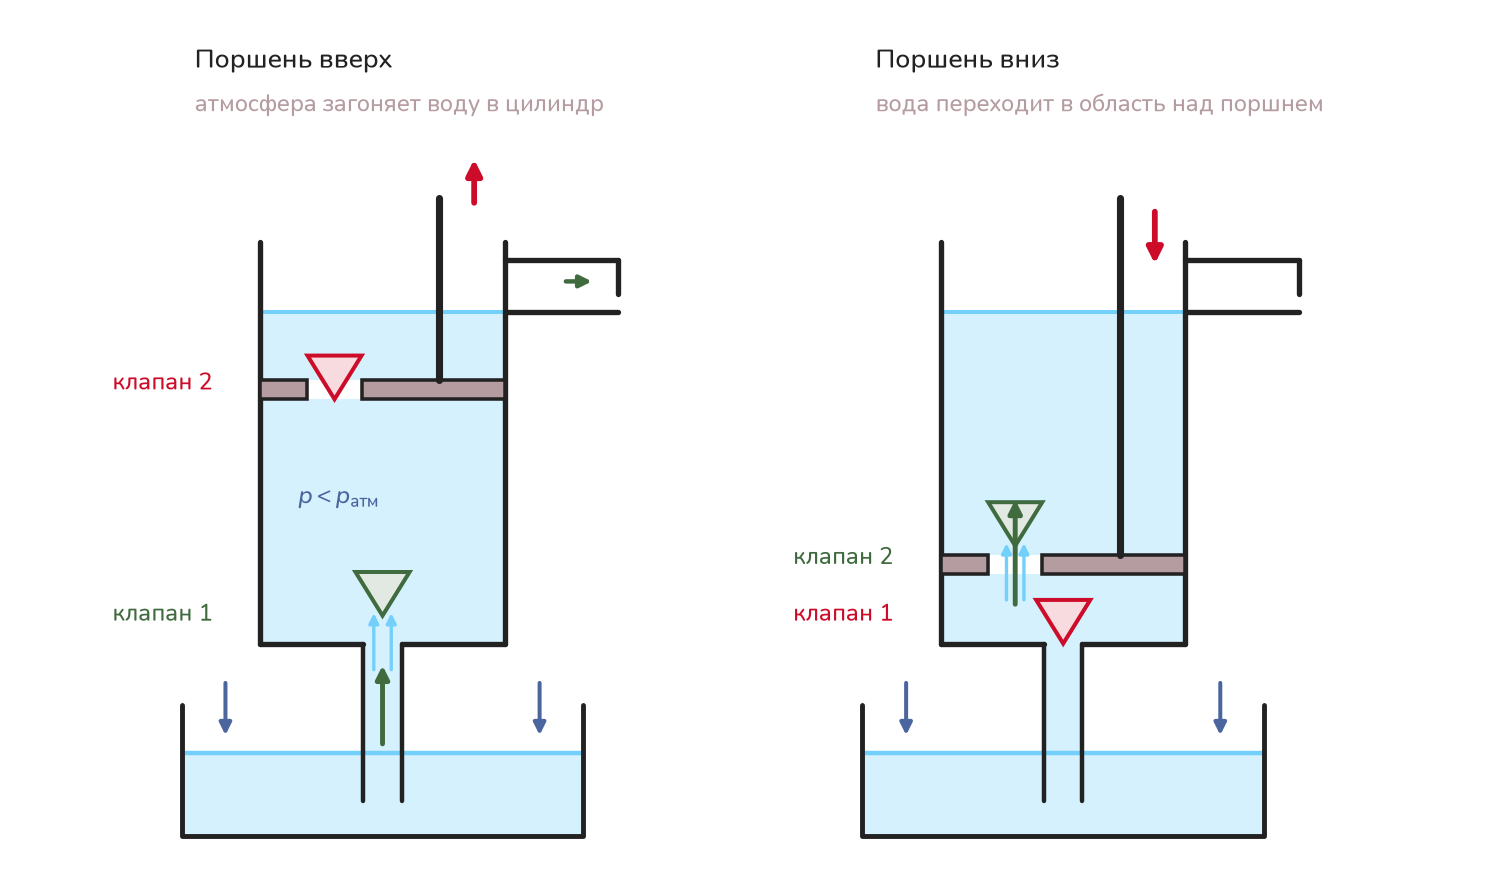 Поршень вверх
атмосфера загоняет воду в цилиндр
клапан 2
p < pатм
клапан 1
Поршень вниз
вода переходит в область над поршнем
клапан 2
клапан 1